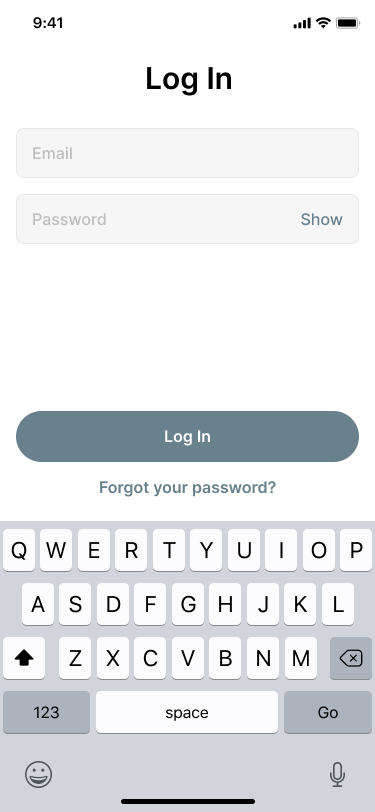 9:41
Log In
Email
Password Show
Log In
Forgot your password?
Q W E R T Y U I O P
A S D F G H J K L
Z X C V B N M
123 space Go